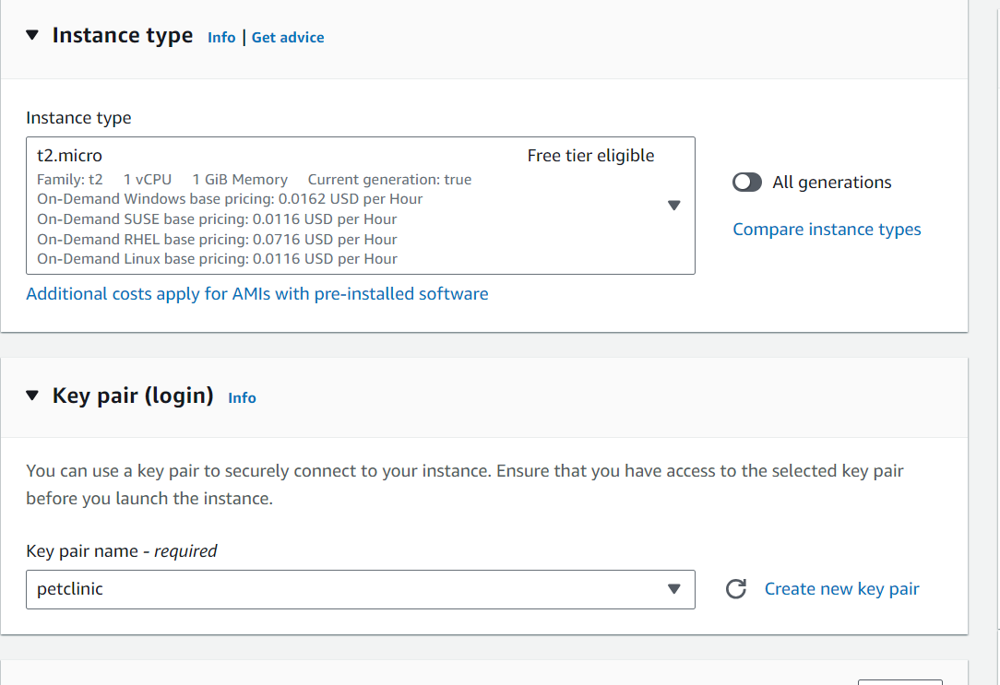 Instance type Info | Get advice
Instance type
t2.micro Free tier eligible
Family: t2 1 vCPU 1 GiB Memory Current generation: true
On-Demand Windows base pricing: 0.0162 USD per Hour
On-Demand SUSE base pricing: 0.0116 USD per Hour
On-Demand RHEL base pricing: 0.0716 USD per Hour
On-Demand Linux base pricing: 0.0116 USD per Hour
All generations
Compare instance types
Additional costs apply for AMIs with pre-installed software
Key pair (login) Info
You can use a key pair to securely connect to your instance. Ensure that you have access to the selected key pair
before you launch the instance.
Key pair name - required
petclinic
Create new key pair